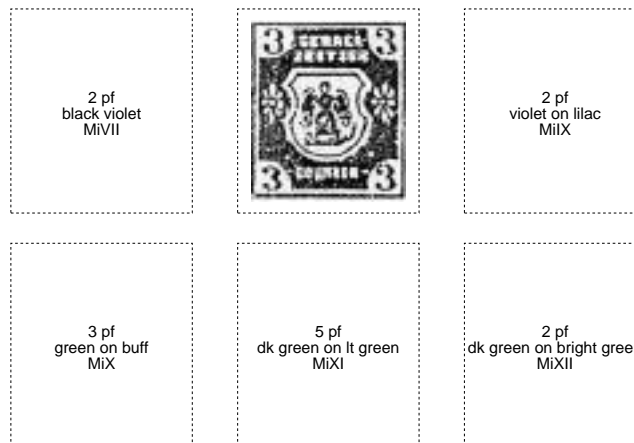 2 pf
black violet
MiVII
3 3
3 3
2 pf
violet on lilac
MiIX
3 pf
green on buff
MiX
5 pf
dk green on lt green
MiXI
2 pf
dk green on bright gree
MiXII